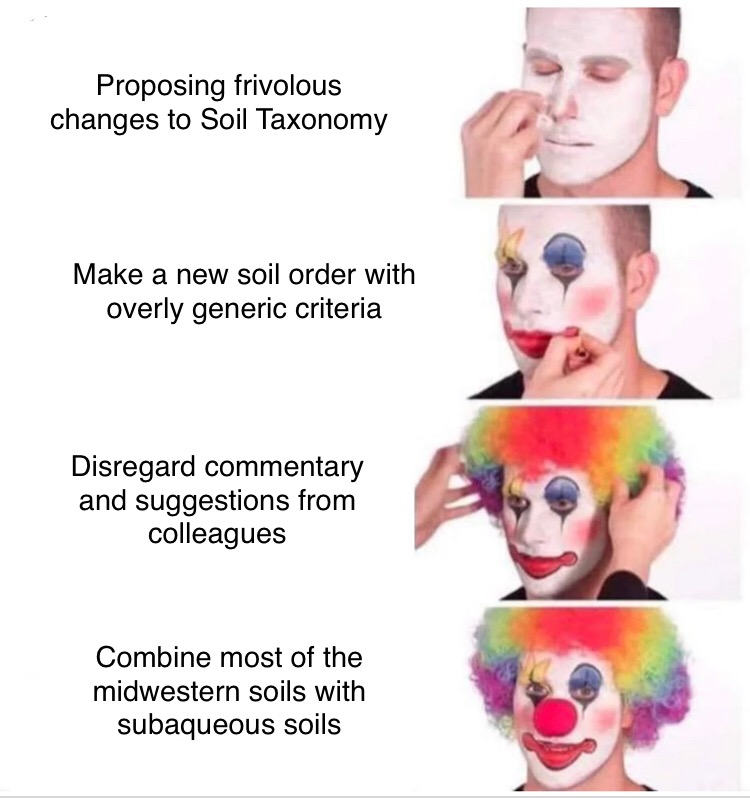 Proposing frivolous
changes to Soil Taxonomy
Make a new soil order with
overly generic criteria
Disregard commentary
and suggestions from
colleagues
Combine most of the
midwestern soils with
subaqueous soils